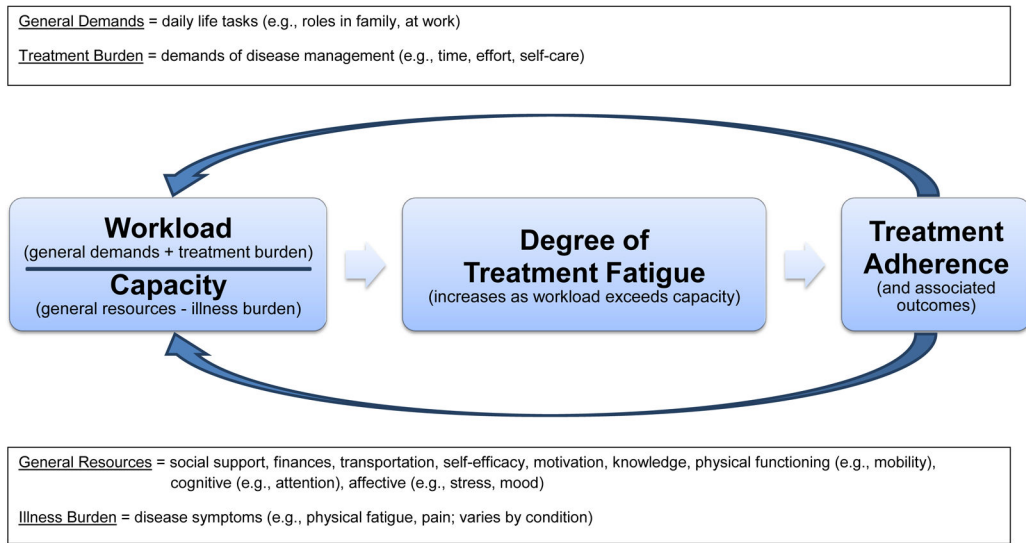 General Demands = daily life tasks (e.g., roles in family, at work)
Treatment Burden = demands of disease management (e.g., time, effort, self-care)
Workload
(general demands + treatment burden)
Capacity
(general resources - illness burden)
Degree of
Treatment Fatigue
(increases as workload exceeds capacity)
Treatment
Adherence
(and associated
outcomes)
General Resources = social support, finances, transportation, self-efficacy, motivation, knowledge, physical functioning (e.g., mobility),
cognitive (e.g., attention), affective (e.g., stress, mood)
Illness Burden = disease symptoms (e.g., physical fatigue, pain; varies by condition)